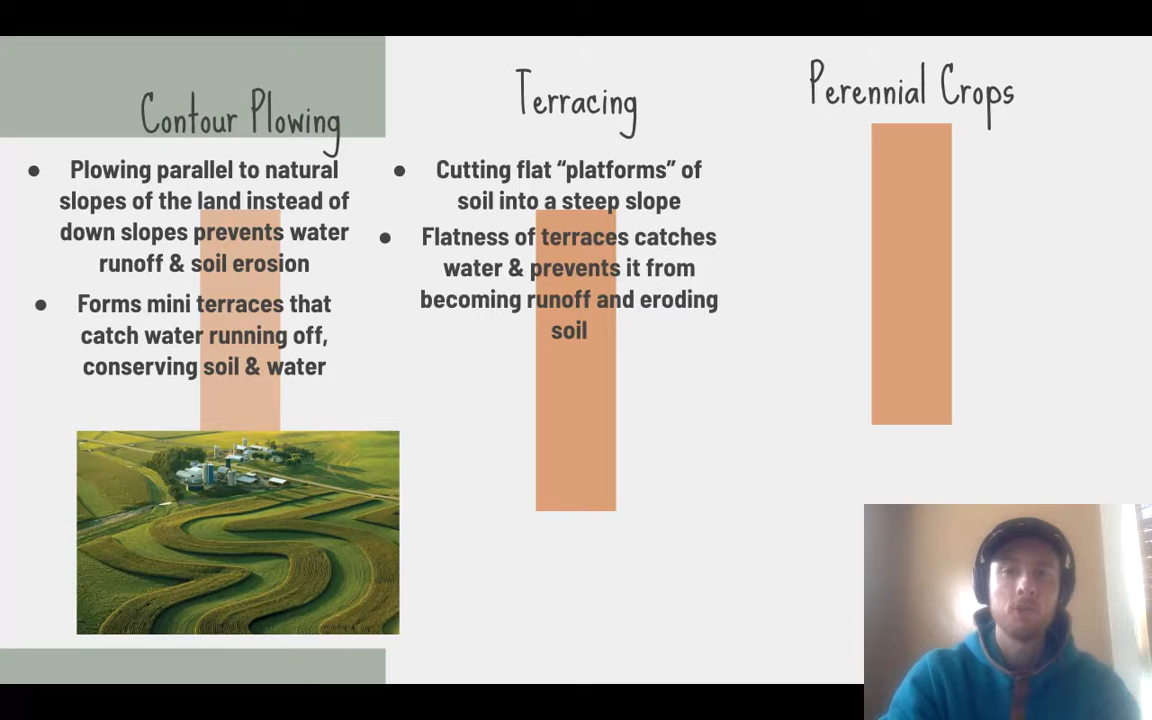 Contour Plowing
● Plowing parallel to natural
slopes of the land instead of
down slopes prevents water
runoff & soil erosion
● Forms mini terraces that
catch water running off,
conserving soil & water
Terracing
● Cutting flat “platforms” of
soil into a steep slope
● Flatness of terraces catches
water & prevents it from
becoming runoff and eroding
soil
Perennial Crops